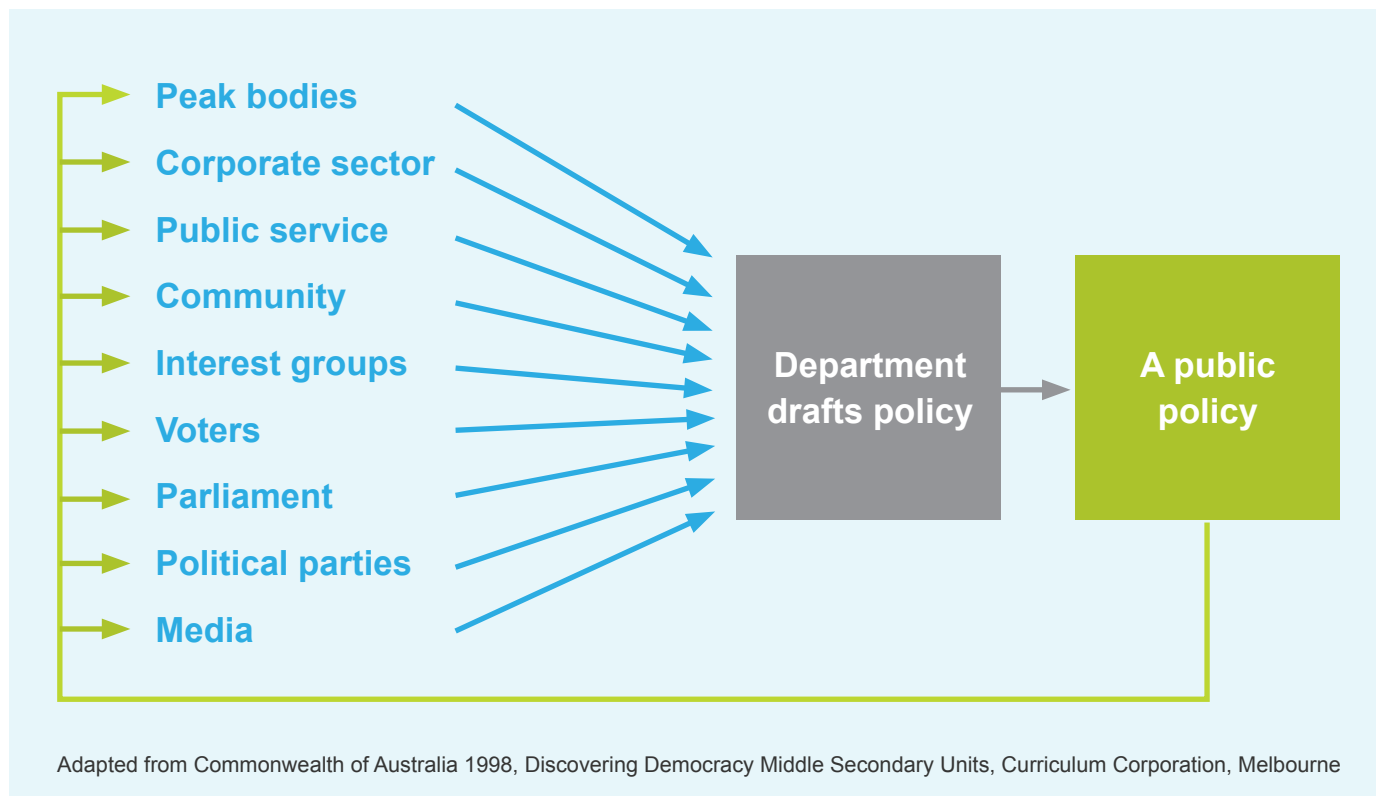 Peak bodies
Corporate sector
Public service
Community
Interest groups
Voters
Parliament
Political parties
Media
Department
drafts policy
A public
policy
Adapted from Commonwealth of Australia 1998, Discovering Democracy Middle Secondary Units, Curriculum Corporation, Melbourne